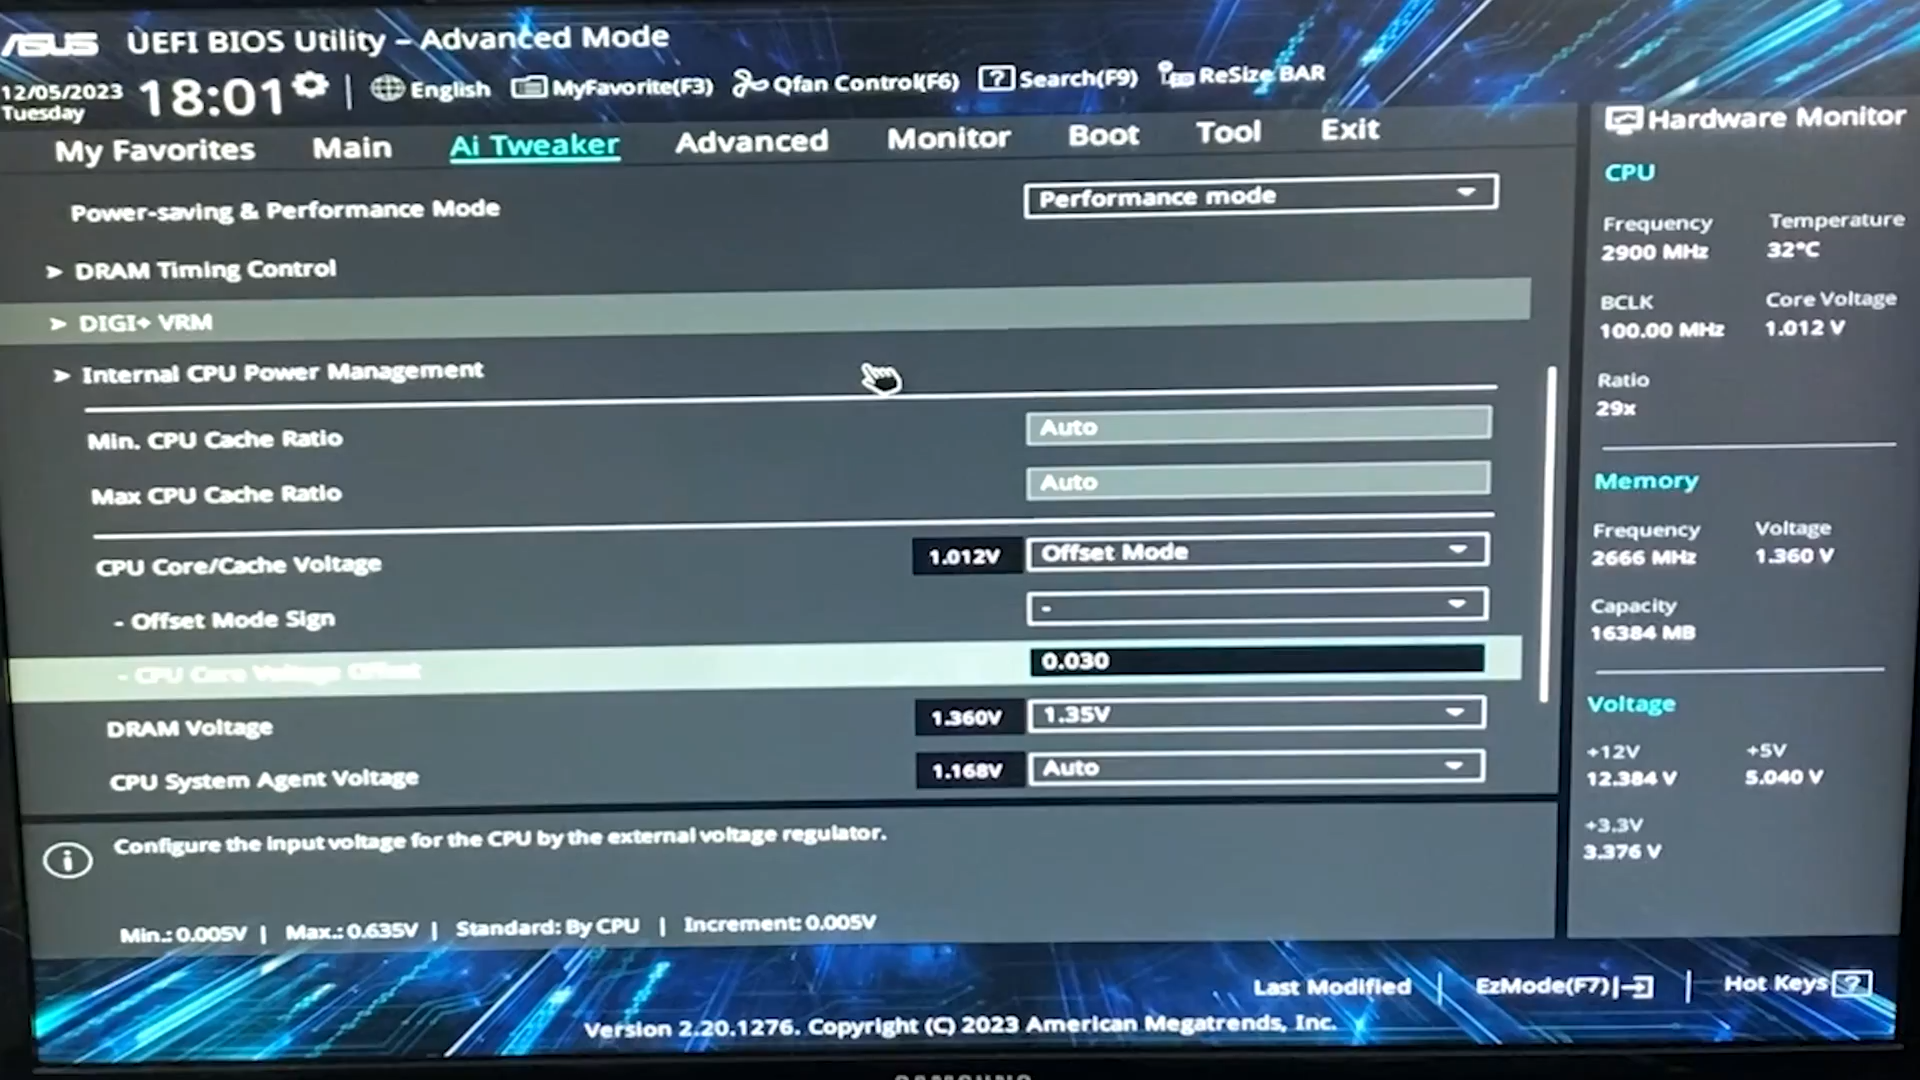 ASUS UEFI BIOS Utility – Advanced Mode
12/05/2023
Tuesday
18:01
English
MyFavorite(F3)
Qfan Control(F6)
? Search(F9)
ReSize BAR
My Favorites
Main
Ai Tweaker
Advanced
Monitor
Boot
Tool
Exit
Power-saving & Performance Mode
Performance mode
> DRAM Timing Control
> DIGI+ VRM
> Internal CPU Power Management
Min. CPU Cache Ratio
Auto
Max CPU Cache Ratio
Auto
CPU Core/Cache Voltage
1.012V
Offset Mode
- Offset Mode Sign
-
- CPU Core Voltage Offset
0.030
DRAM Voltage
1.360V
1.35V
CPU System Agent Voltage
1.168V
Auto
i
Configure the input voltage for the CPU by the external voltage regulator.
Min.: 0.005V | Max.: 0.635V | Standard: By CPU | Increment: 0.005V
Hardware Monitor
CPU
Frequency Temperature
2900 MHz 32°C
BCLK Core Voltage
100.00 MHz 1.012 V
Ratio
29x
Memory
Frequency Voltage
2666 MHz 1.360 V
Capacity
16384 MB
Voltage
+12V +5V
12.384 V 5.040 V
+3.3V
3.376 V
Last Modified
EzMode(F7)
Hot Keys ?
Version 2.20.1276. Copyright (C) 2023 American Megatrends, Inc.
SAMSUNG